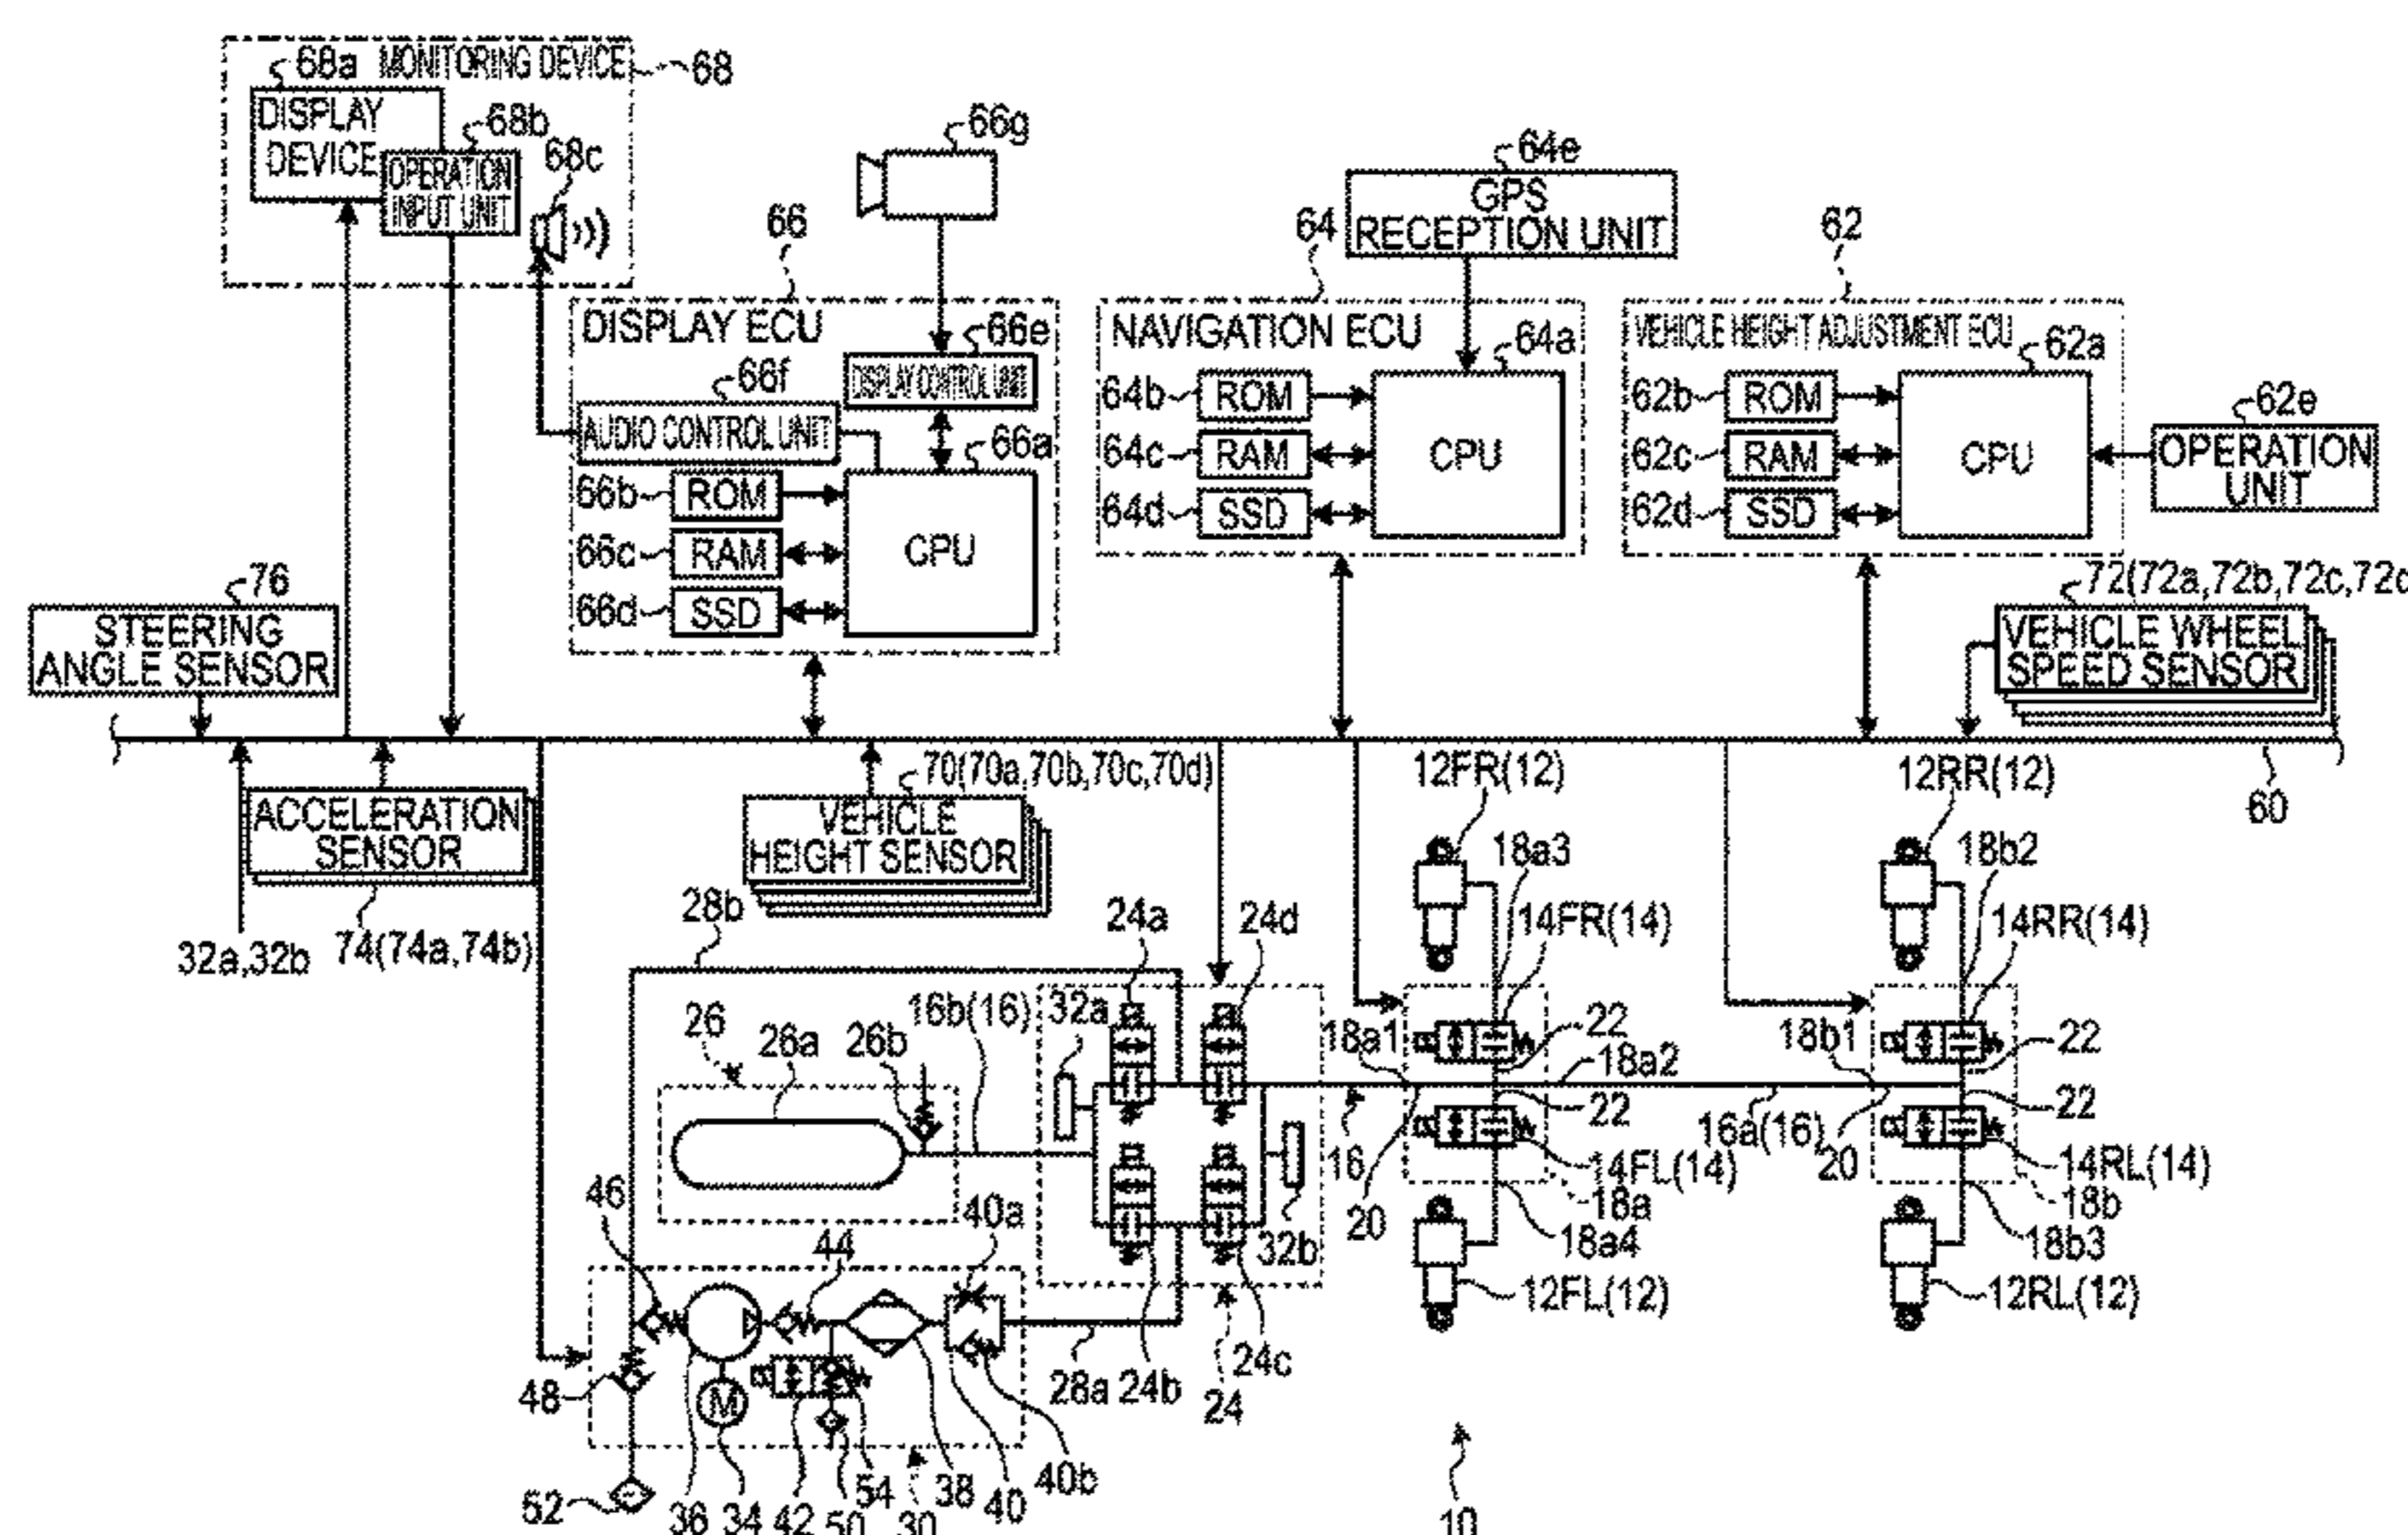 68a MONITORING DEVICE
68
DISPLAY
DEVICE
68b
OPERATION
INPUT UNIT
68c
66g
64e
GPS
RECEPTION UNIT
66
64
62
DISPLAY ECU
66e
DISPLAY CONTROL UNIT
66f
AUDIO CONTROL UNIT
66a
66b
ROM
66c
RAM
66d
SSD
CPU
NAVIGATION ECU
64a
64b
ROM
64c
RAM
64d
SSD
CPU
VEHICLE HEIGHT ADJUSTMENT ECU
62a
62b
ROM
62c
RAM
62d
SSD
CPU
62e
OPERATION
UNIT
76
STEERING
ANGLE SENSOR
72(72a,72b,72c,72d
VEHICLE WHEEL
SPEED SENSOR
60
ACCELERATION
SENSOR
32a,32b
74(74a,74b)
70(70a,70b,70c,70d)
VEHICLE
HEIGHT SENSOR
12FR(12)
12RR(12)
18a3
18b2
28b
24a
24d
14FR(14)
14RR(14)
26
26a
26b
16b(16)
32a
18a1
22
18a2
18b1
22
22
22
16
16a(16)
20
14FL(14)
14RL(14)
20
18a
18b
18a4
18b3
12FL(12)
12RL(12)
46
44
40a
32b
48
M
28a
24b
24c
24
52
36
34
42
50
54
30
38
40
40b
10